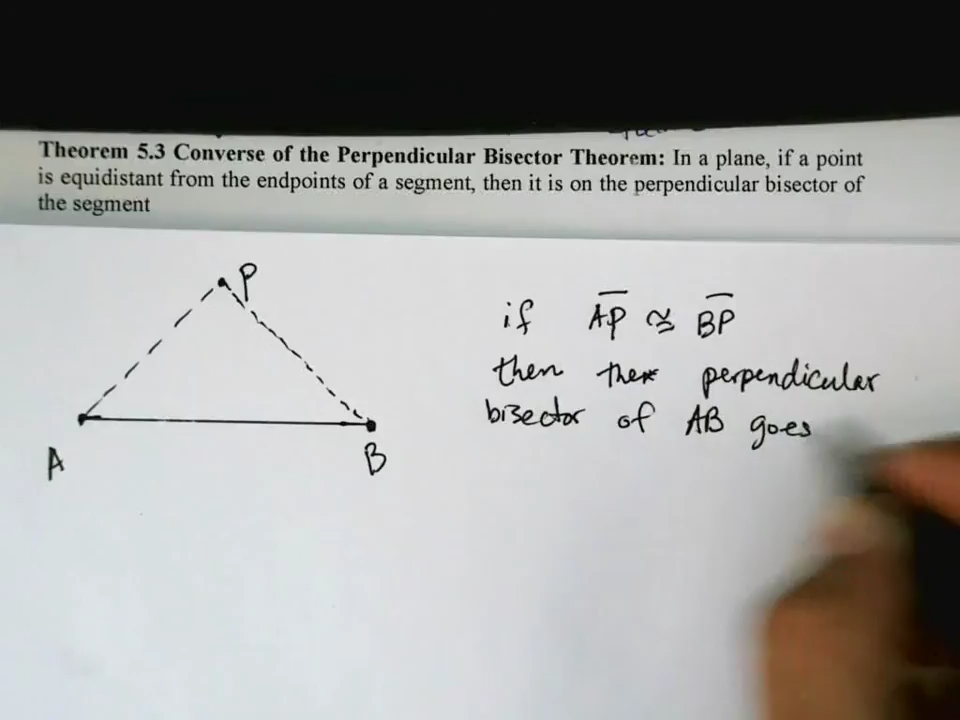 Theorem 5.3 Converse of the Perpendicular Bisector Theorem: In a plane, if a point
is equidistant from the endpoints of a segment, then it is on the perpendicular bisector of
the segment
P
A
B
if AP ≅ BP
then the perpendicular
bisector of AB goes